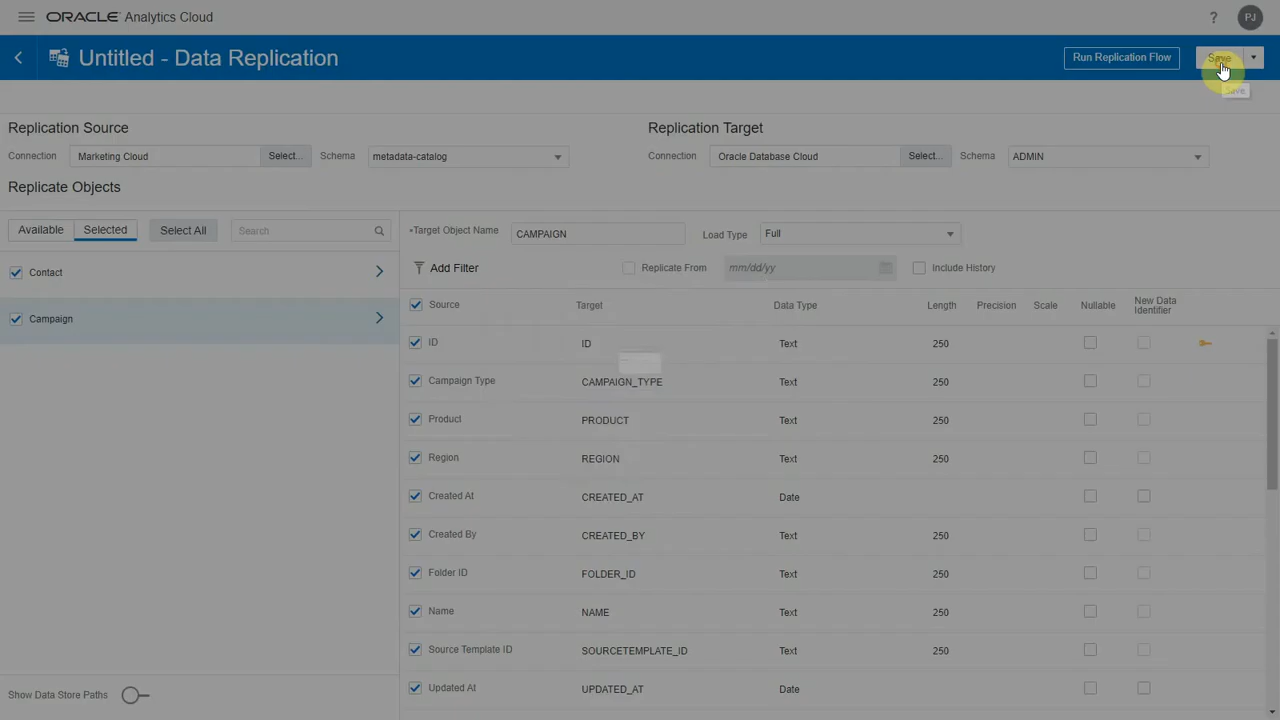 ORACLE Analytics Cloud ? PJ
Untitled - Data Replication Run Replication Flow Save
Save
Replication Source Replication Target
Connection Marketing Cloud Select... Schema metadata-catalog Connection Oracle Database Cloud Select... Schema ADMIN
Replicate Objects
Available Selected Select All Search
*Target Object Name CAMPAIGN Load Type Full
Contact
Add Filter Replicate From mm/dd/yy Include History
Campaign
Source Target Data Type Length Precision Scale Nullable New Data Identifier
ID ID Text 250
Campaign Type CAMPAIGN_TYPE Text 250
Product PRODUCT Text 250
Region REGION Text 250
Created At CREATED_AT Date
Created By CREATED_BY Text 250
Folder ID FOLDER_ID Text 250
Name NAME Text 250
Source Template ID SOURCETEMPLATE_ID Text 250
Updated At UPDATED_AT Date
Show Data Store Paths